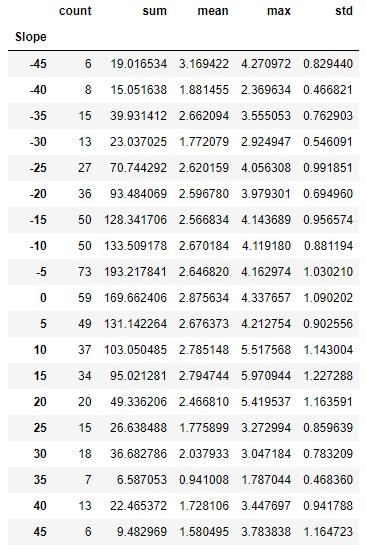 count sum mean max std
Slope
-45 6 19.016534 3.169422 4.270972 0.829440
-40 8 15.051638 1.881455 2.369634 0.466821
-35 15 39.931412 2.662094 3.555053 0.762903
-30 13 23.037025 1.772079 2.924947 0.546091
-25 27 70.744292 2.620159 4.056308 0.991851
-20 36 93.484069 2.596780 3.979301 0.694960
-15 50 128.341706 2.566834 4.143689 0.956574
-10 50 133.509178 2.670184 4.119180 0.881194
-5 73 193.217841 2.646820 4.162974 1.030210
0 59 169.662406 2.875634 4.337657 1.090202
5 49 131.142264 2.676373 4.212754 0.902556
10 37 103.050485 2.785148 5.517568 1.143004
15 34 95.021281 2.794744 5.970944 1.227288
20 20 49.336206 2.466810 5.419537 1.163591
25 15 26.638488 1.775899 3.272994 0.859639
30 18 36.682786 2.037933 3.047184 0.783209
35 7 6.587053 0.941008 1.787044 0.468360
40 13 22.465372 1.728106 3.447697 0.941788
45 6 9.482969 1.580495 3.783838 1.164723